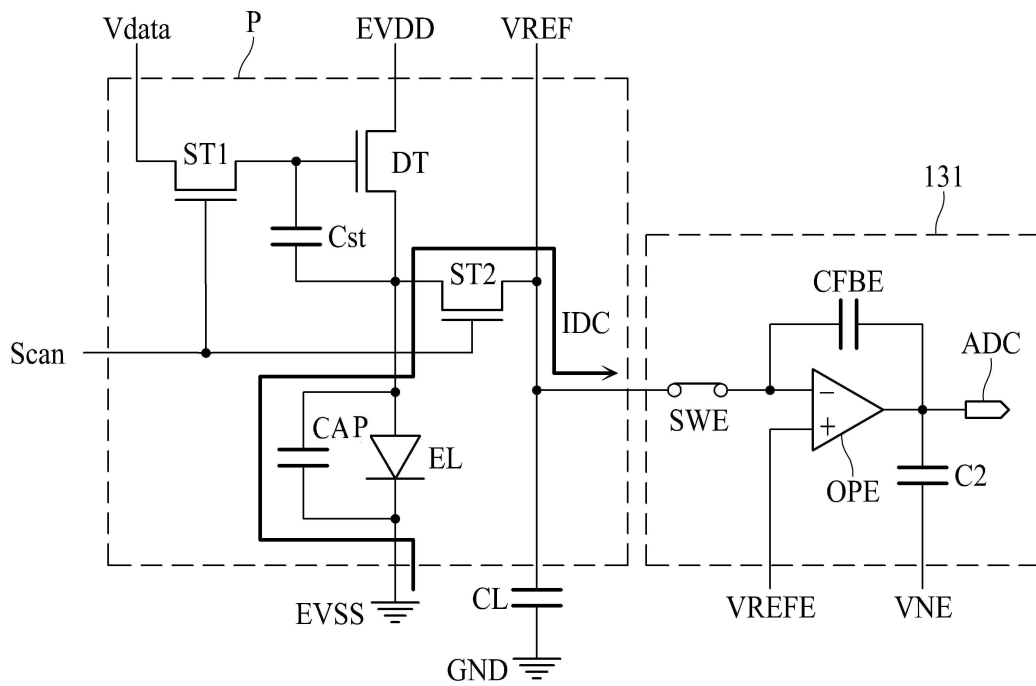 Vdata
P
EVDD
VREF
ST1
DT
131
Cst
ST2
CFBE
IDC
ADC
Scan
SWE
−
+
CAP
EL
OPE
C2
CL
EVSS
VREFE
VNE
GND